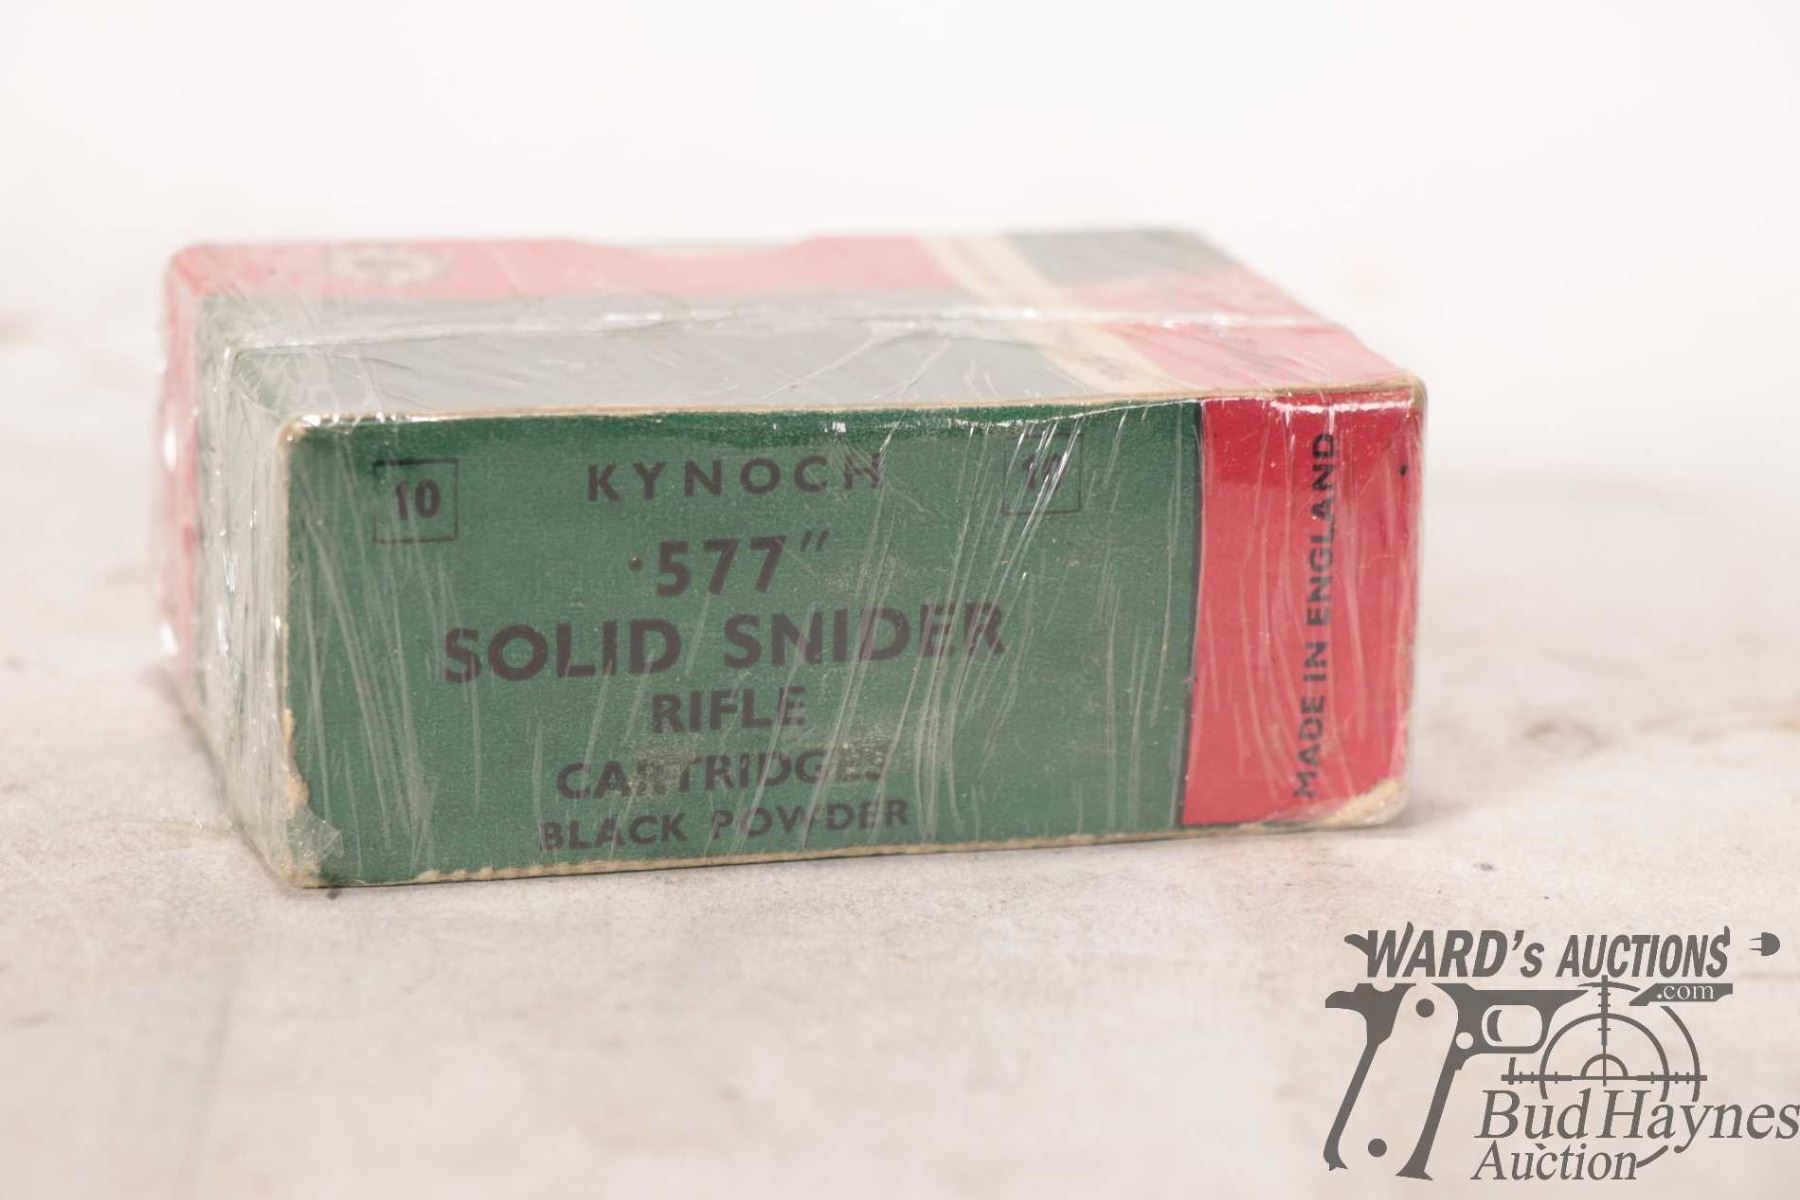 10 KYNOCH 10
·577"
SOLID SNIDER
RIFLE
CARTRIDGES
BLACK POWDER
MADE IN ENGLAND
WARD's AUCTIONS
.com
Bud Haynes
Auction